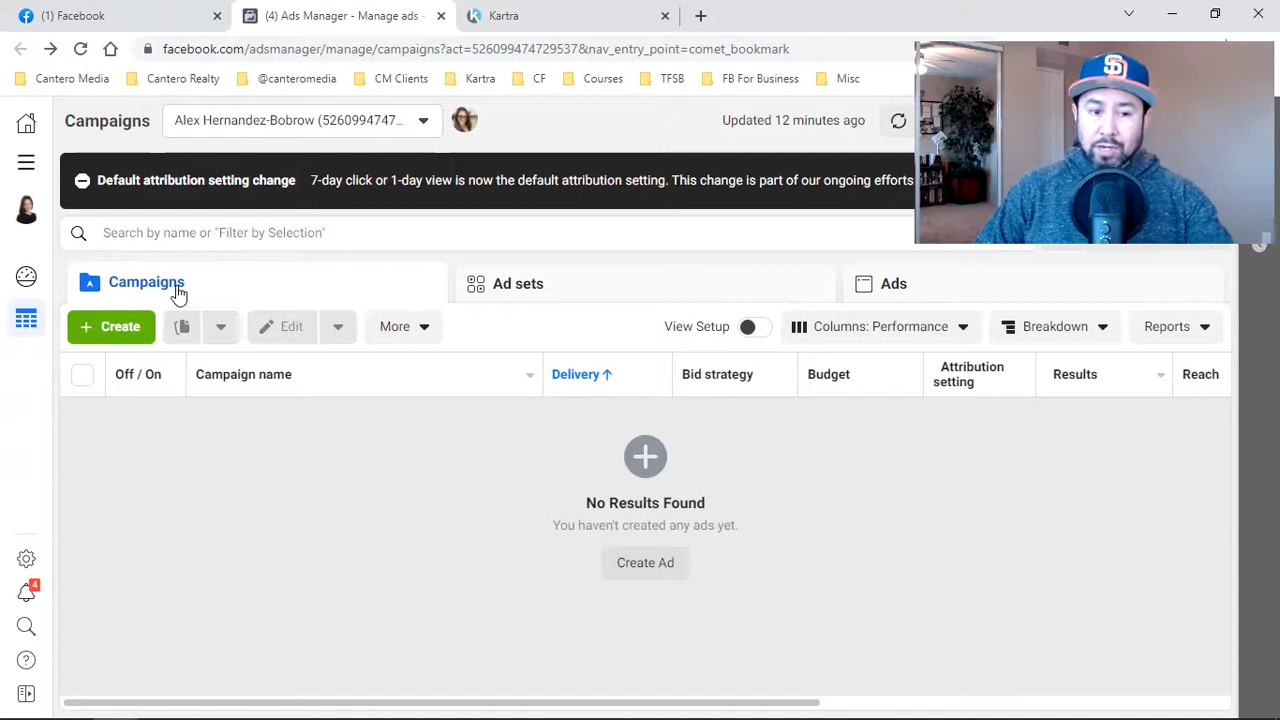 (1) Facebook
(4) Ads Manager - Manage ads -
Kartra
facebook.com/adsmanager/manage/campaigns?act=526099474729537&nav_entry_point=comet_bookmark
Cantero Media
Cantero Realty
@canteromedia
CM Clients
Kartra
CF
Courses
TFSB
FB For Business
Misc
Campaigns
Alex Hernandez-Bobrow (5260994747...
Updated 12 minutes ago
SD
Default attribution setting change 7-day click or 1-day view is now the default attribution setting. This change is part of our ongoing efforts
Search by name or "Filter by Selection"
Campaigns
Ad sets
Ads
+ Create
Edit
More
View Setup
Columns: Performance
Breakdown
Reports
Off / On
Campaign name
Delivery ↑
Bid strategy
Budget
Attribution setting
Results
Reach
No Results Found
You haven't created any ads yet.
Create Ad
4